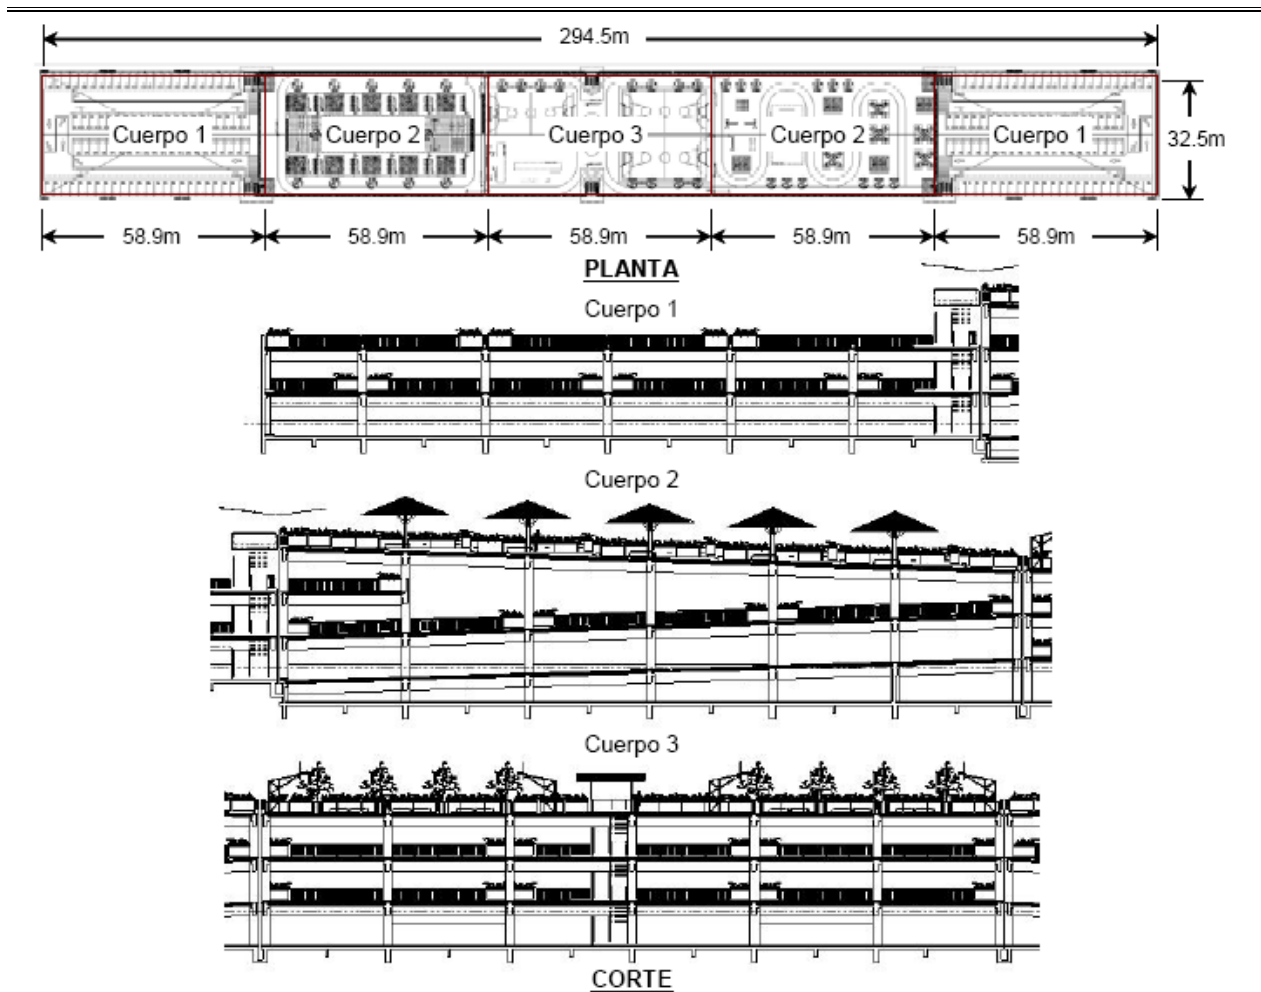 294.5m
Cuerpo 1 Cuerpo 2 Cuerpo 3 Cuerpo 2 Cuerpo 1
32.5m
58.9m 58.9m 58.9m 58.9m 58.9m
PLANTA
Cuerpo 1
Cuerpo 2
Cuerpo 3
CORTE